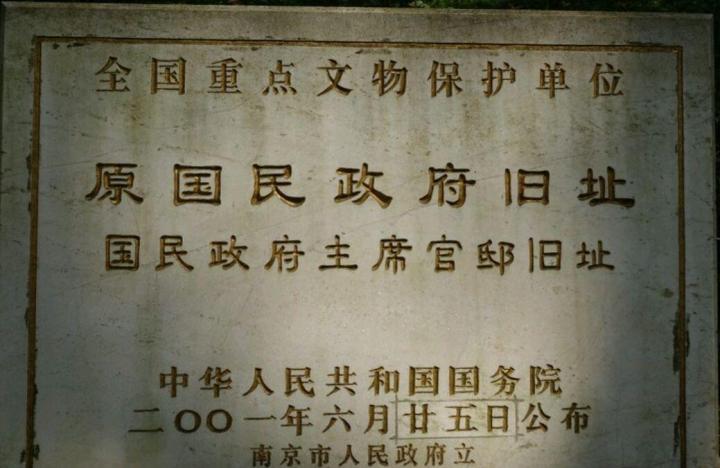 全国重点文物保护单位
原国民政府旧址
国民政府主席官邸旧址
中华人民共和国国务院
二〇〇一年六月廿五日公布
南京市人民政府立